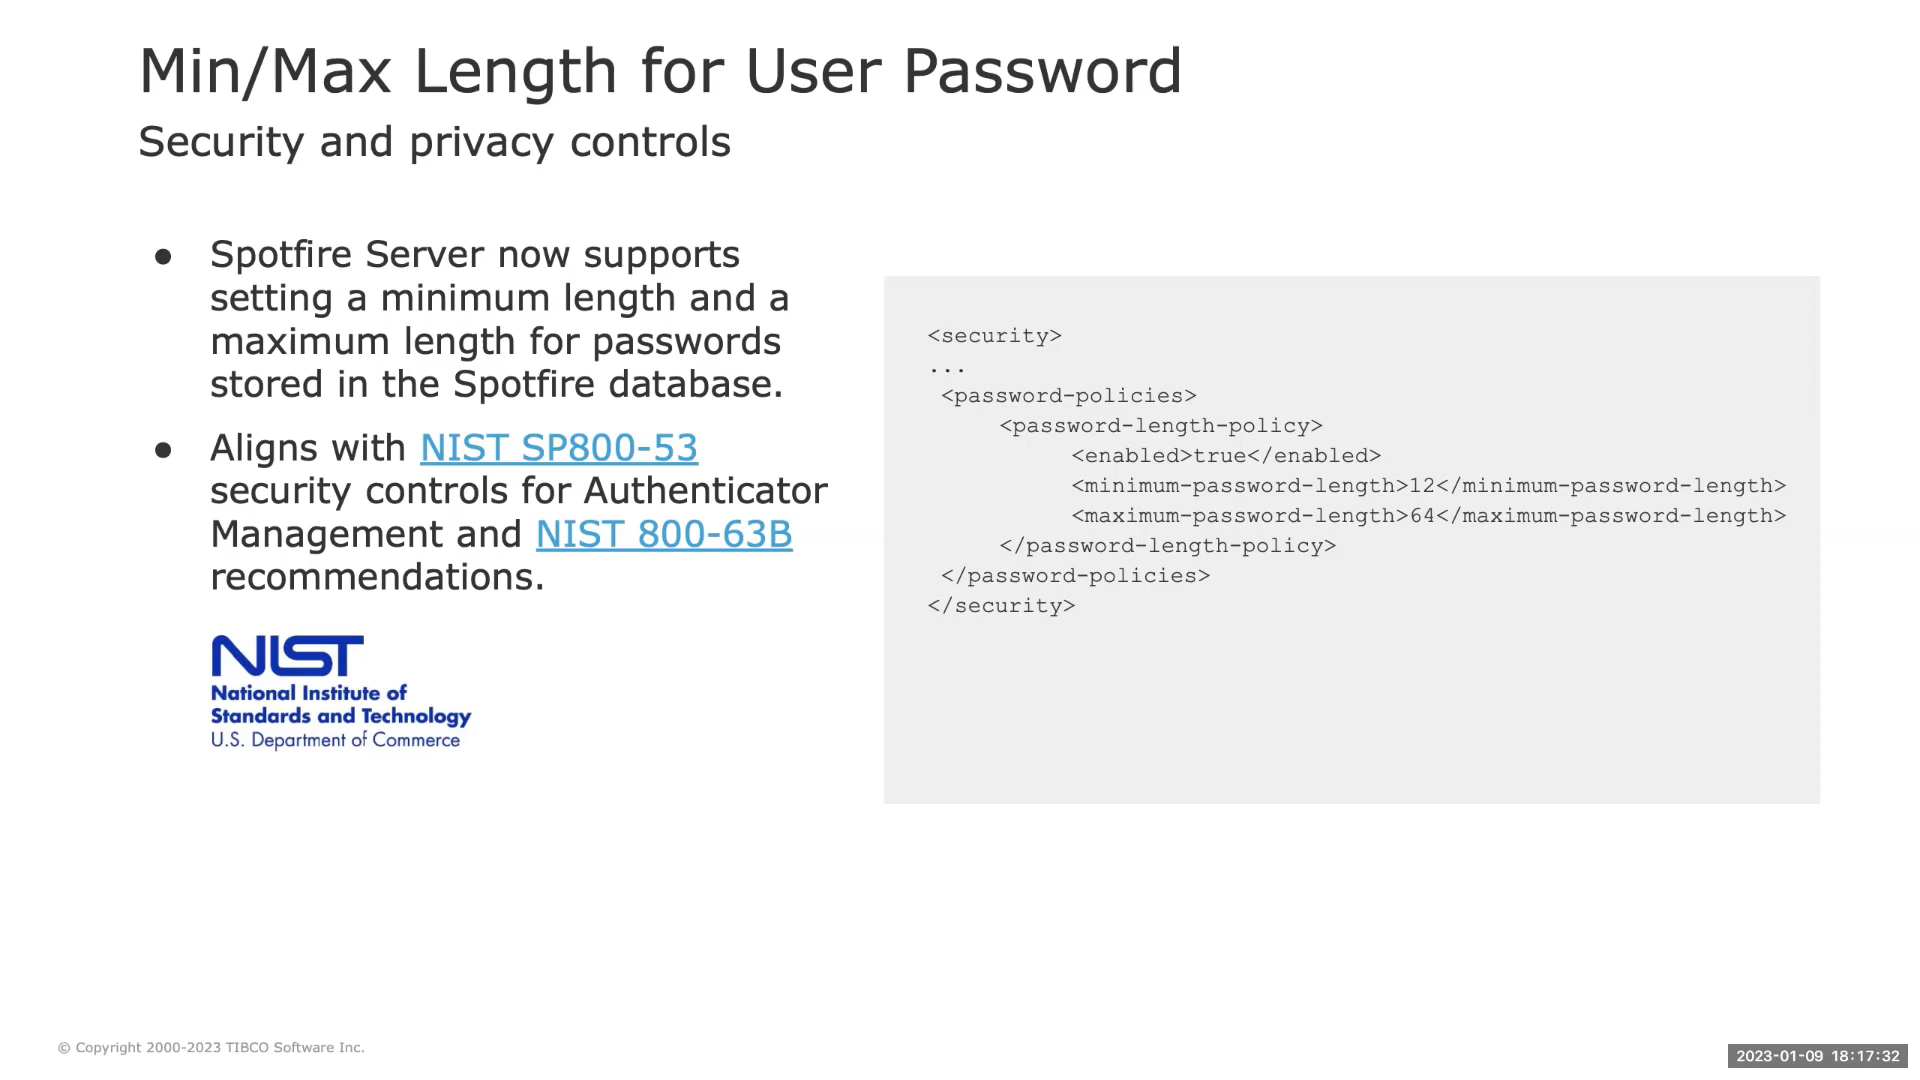 Min/Max Length for User Password
Security and privacy controls
● Spotfire Server now supports
setting a minimum length and a
maximum length for passwords
stored in the Spotfire database.
● Aligns with NIST SP800-53
security controls for Authenticator
Management and NIST 800-63B
recommendations.
NIST
National Institute of
Standards and Technology
U.S. Department of Commerce
<security>
...
<password-policies>
<password-length-policy>
<enabled>true</enabled>
<minimum-password-length>12</minimum-password-length>
<maximum-password-length>64</maximum-password-length>
</password-length-policy>
</password-policies>
</security>
© Copyright 2000-2023 TIBCO Software Inc.
2023-01-09 18:17:32